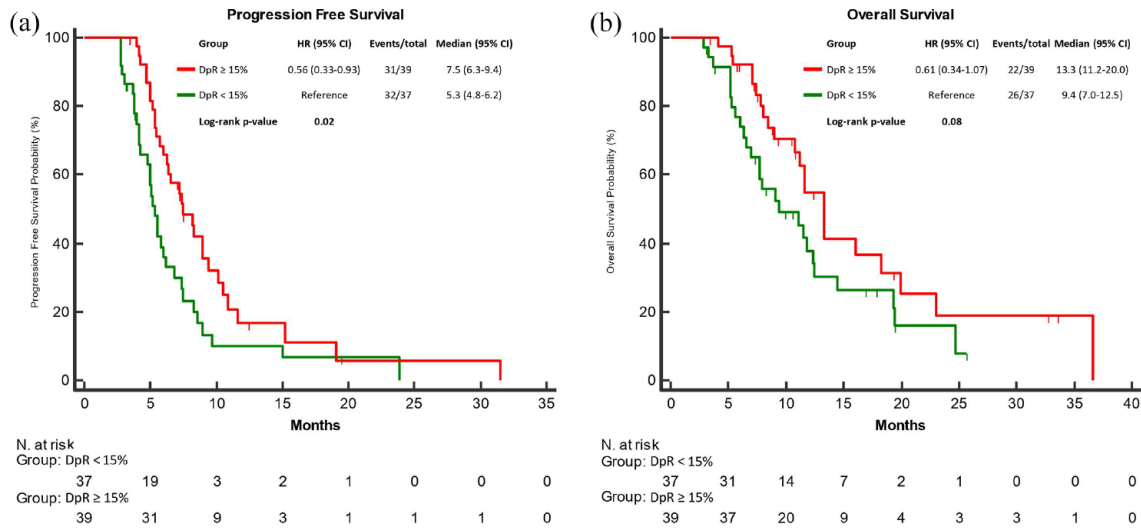 (a)
Progression Free Survival
Group HR (95% CI) Events/total Median (95% CI)
DpR ≥ 15% 0.56 (0.33-0.93) 31/39 7.5 (6.3-9.4)
DpR < 15% Reference 32/37 5.3 (4.8-6.2)
Log-rank p-value 0.02
Progression Free Survival Probability (%)
100
80
60
40
20
0
0 5 10 15 20 25 30 35
Months
N. at risk
Group: DpR < 15%
37 19 3 2 1 0 0 0
Group: DpR ≥ 15%
39 31 9 3 1 1 1 0
(b)
Overall Survival
Group HR (95% CI) Events/total Median (95% CI)
DpR ≥ 15% 0.61 (0.34-1.07) 22/39 13.3 (11.2-20.0)
DpR < 15% Reference 26/37 9.4 (7.0-12.5)
Log-rank p-value 0.08
Overall Survival Probability (%)
100
80
60
40
20
0
0 5 10 15 20 25 30 35 40
Months
N. at risk
Group: DpR < 15%
37 31 14 7 2 1 0 0 0
Group: DpR ≥ 15%
39 37 20 9 4 3 3 1 0